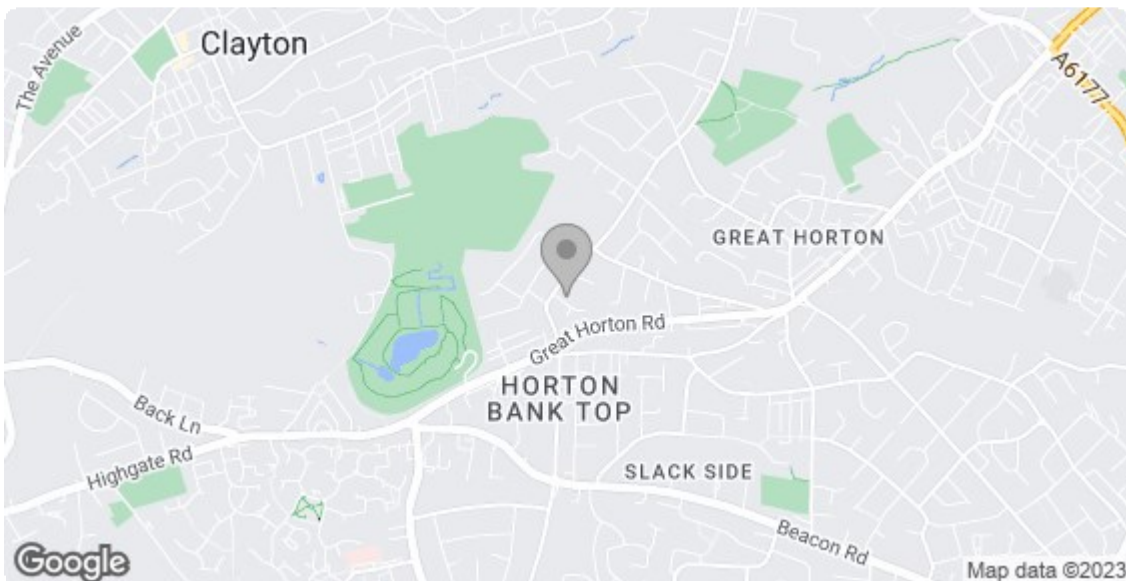 Clayton
The Avenue
A6177
GREAT HORTON
Great Horton Rd
HORTON
BANK TOP
Back Ln
Highgate Rd
SLACK SIDE
Beacon Rd
Google
Map data ©2023